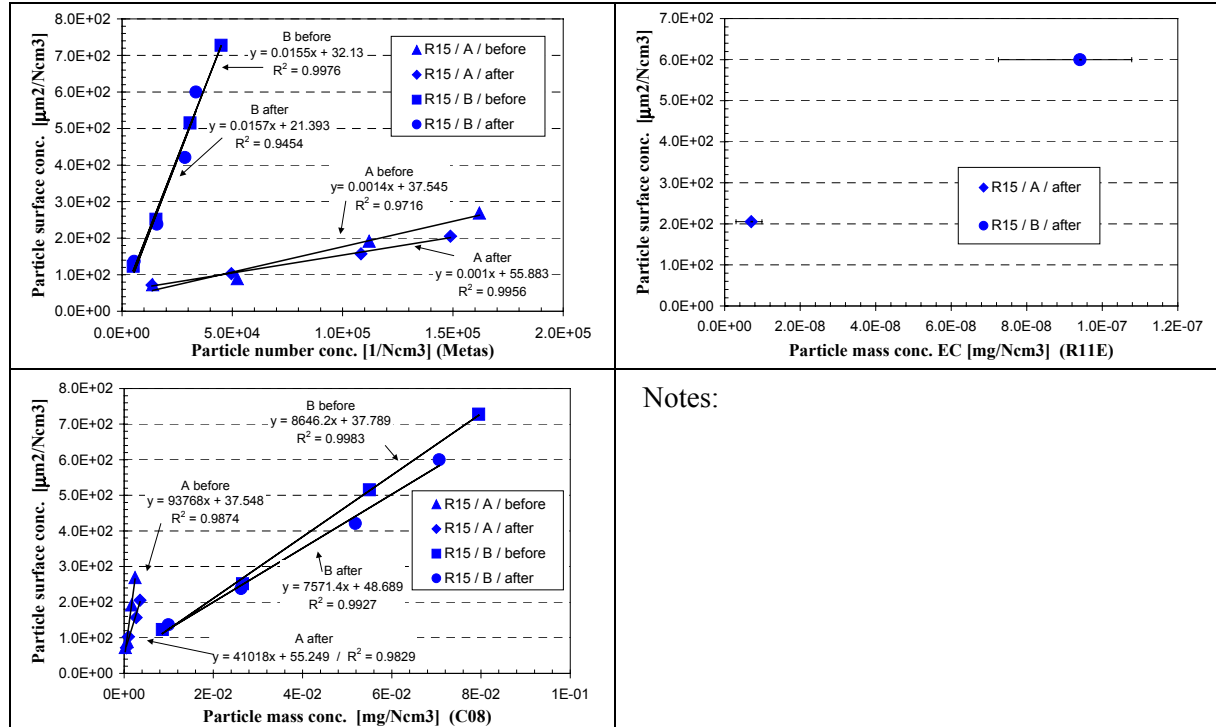 8.0E+02
7.0E+02
6.0E+02
5.0E+02
4.0E+02
3.0E+02
2.0E+02
1.0E+02
0.0E+00
Particle surface conc. [µm2/Ncm3]
B before
y = 0.0155x + 32.13
R² = 0.9976
B after
y = 0.0157x + 21.393
R² = 0.9454
R15 / A / before
R15 / A / after
R15 / B / before
R15 / B / after
A before
y= 0.0014x + 37.545
R² = 0.9716
A after
y = 0.001x + 55.883
R² = 0.9956
0.0E+00 5.0E+04 1.0E+05 1.5E+05 2.0E+05
Particle number conc. [1/Ncm3] (Metas)
7.0E+02
6.0E+02
5.0E+02
4.0E+02
3.0E+02
2.0E+02
1.0E+02
0.0E+00
Particle surface conc. [µm2/Ncm3]
R15 / A / after
R15 / B / after
0.0E+00 2.0E-08 4.0E-08 6.0E-08 8.0E-08 1.0E-07 1.2E-07
Particle mass conc. EC [mg/Ncm3] (R11E)
8.0E+02
7.0E+02
6.0E+02
5.0E+02
4.0E+02
3.0E+02
2.0E+02
1.0E+02
0.0E+00
Particle surface conc. [µm2/Ncm3]
B before
y = 8646.2x + 37.789
R² = 0.9983
A before
y = 93768x + 37.548
R² = 0.9874
R15 / A / before
R15 / A / after
R15 / B / before
R15 / B / after
B after
y = 7571.4x + 48.689
R² = 0.9927
A after
y = 41018x + 55.249 / R² = 0.9829
0E+00 2E-02 4E-02 6E-02 8E-02 1E-01
Particle mass conc. [mg/Ncm3] (C08)
Notes: